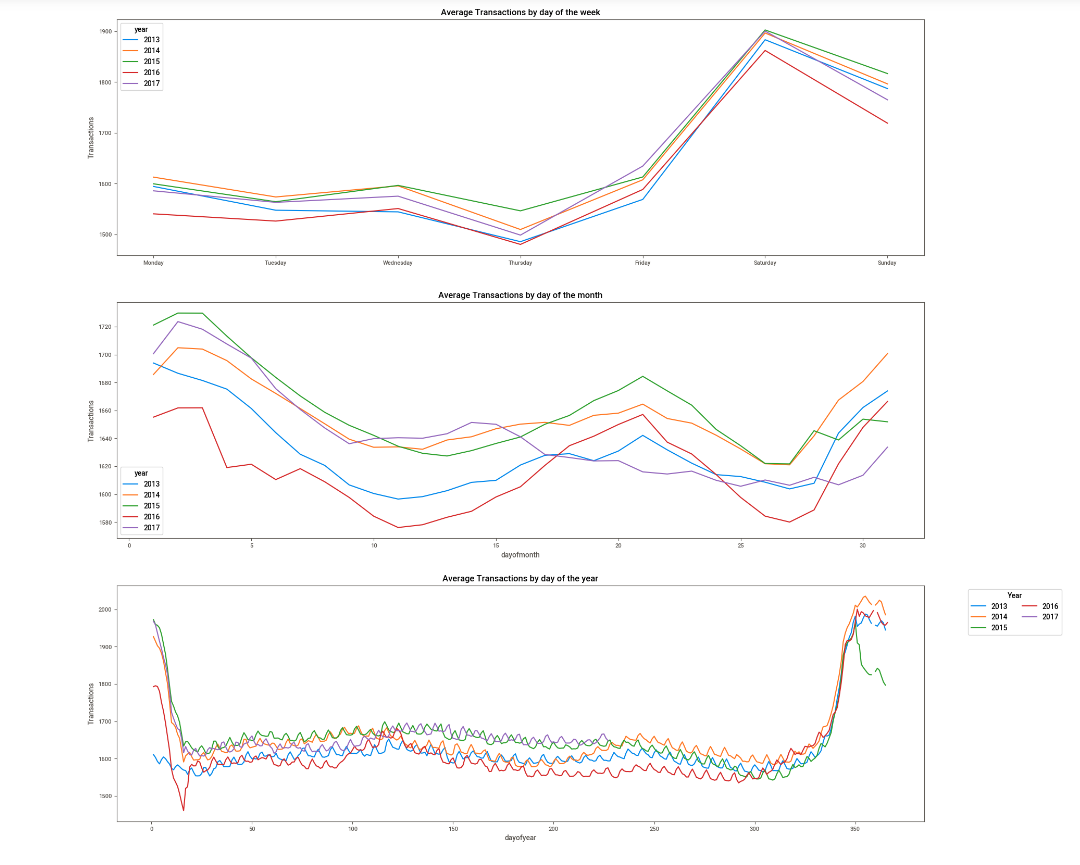 Average Transactions by day of the week
year
2013
2014
2015
2016
2017
1900
1800
1700
1600
1500
Transactions
Monday Tuesday Wednesday Thursday Friday Saturday Sunday
Average Transactions by day of the month
1720
1700
1680
1660
1640
1620
1600
1580
Transactions
year
2013
2014
2015
2016
2017
0 5 10 15 20 25 30
dayofmonth
Average Transactions by day of the year
2000
1900
1800
1700
1600
1500
Transactions
0 50 100 150 200 250 300 350
dayofyear
Year
2013 2016
2014 2017
2015